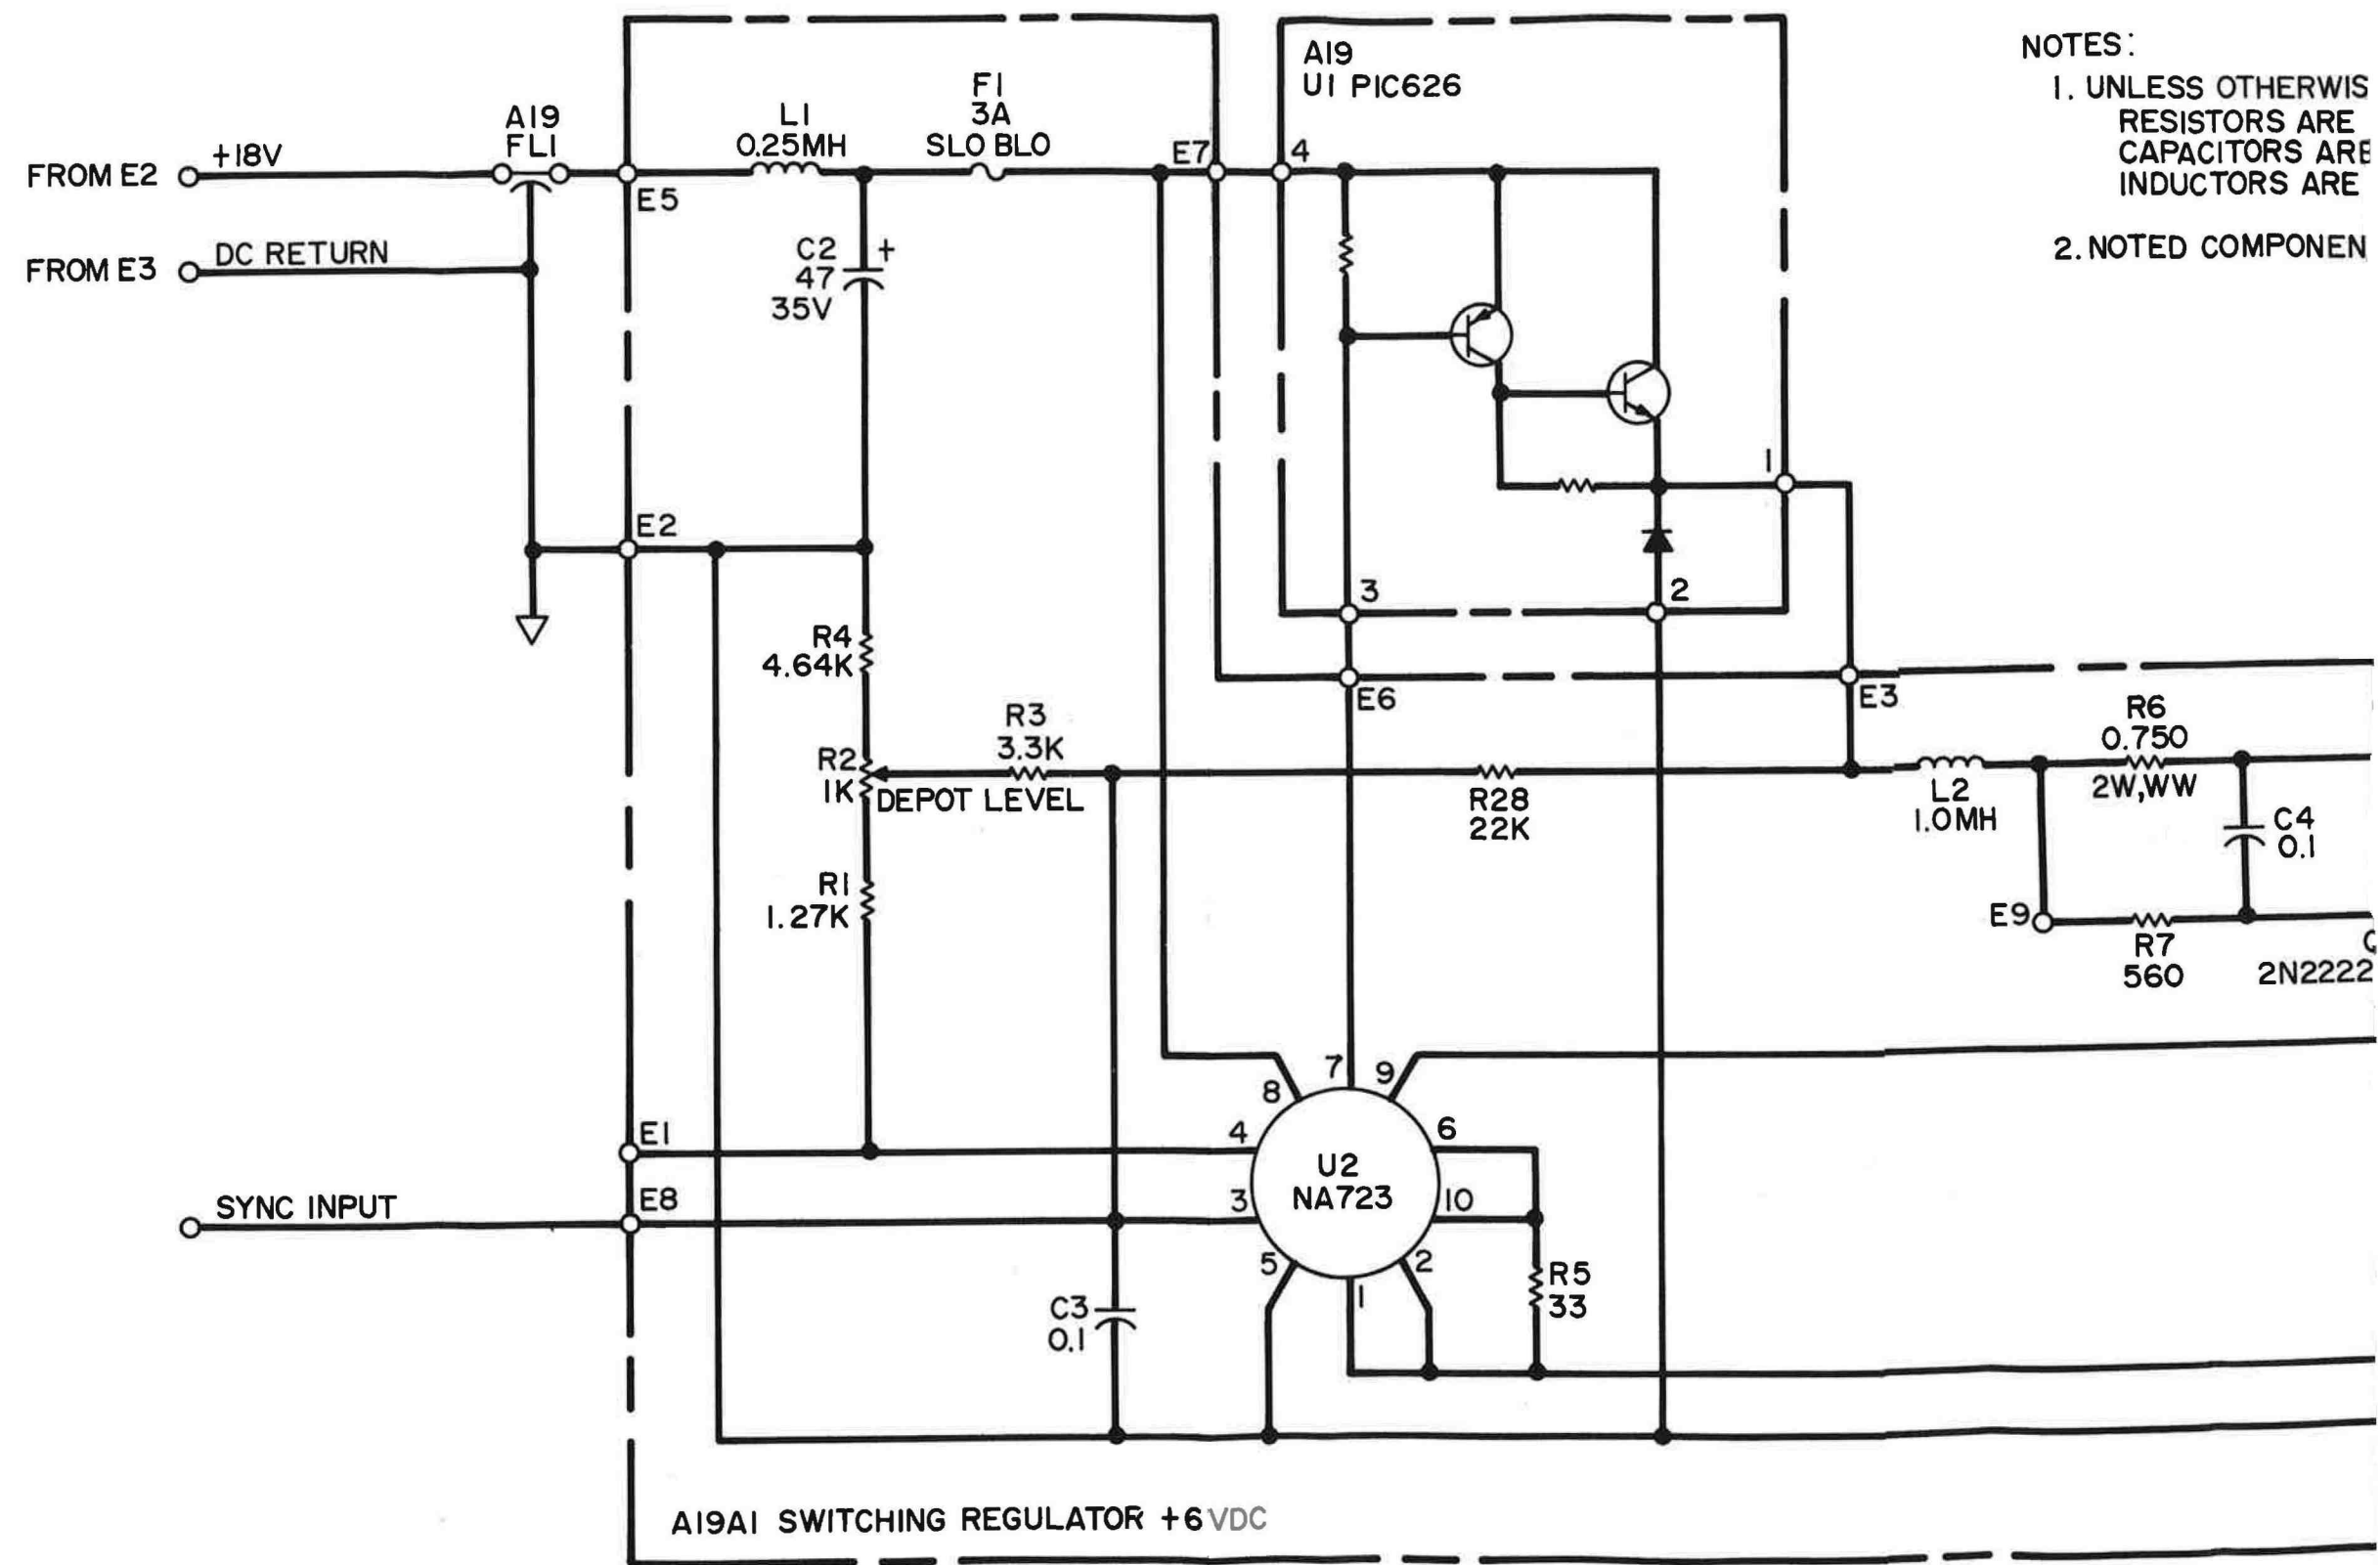 NOTES:
1. UNLESS OTHERWIS
RESISTORS ARE
CAPACITORS ARE
INDUCTORS ARE
2. NOTED COMPONEN
A19
U1 PIC626
F1
3A
SLO BLO
L1
0.25MH
A19
FL1
FROM E2
+18V
E7
4
E5
FROM E3
DC RETURN
C2
47
35V
+
1
E2
3
2
R4
4.64K
E6
E3
R3
3.3K
R6
0.750
2W,WW
R2
1K
DEPOT LEVEL
R28
22K
L2
1.0MH
C4
0.1
R1
1.27K
E9
R7
560
2N2222
7
9
8
E1
4
6
U2
NA723
SYNC INPUT
E8
3
10
5
2
1
R5
33
C3
0.1
A19A1 SWITCHING REGULATOR +6 VDC